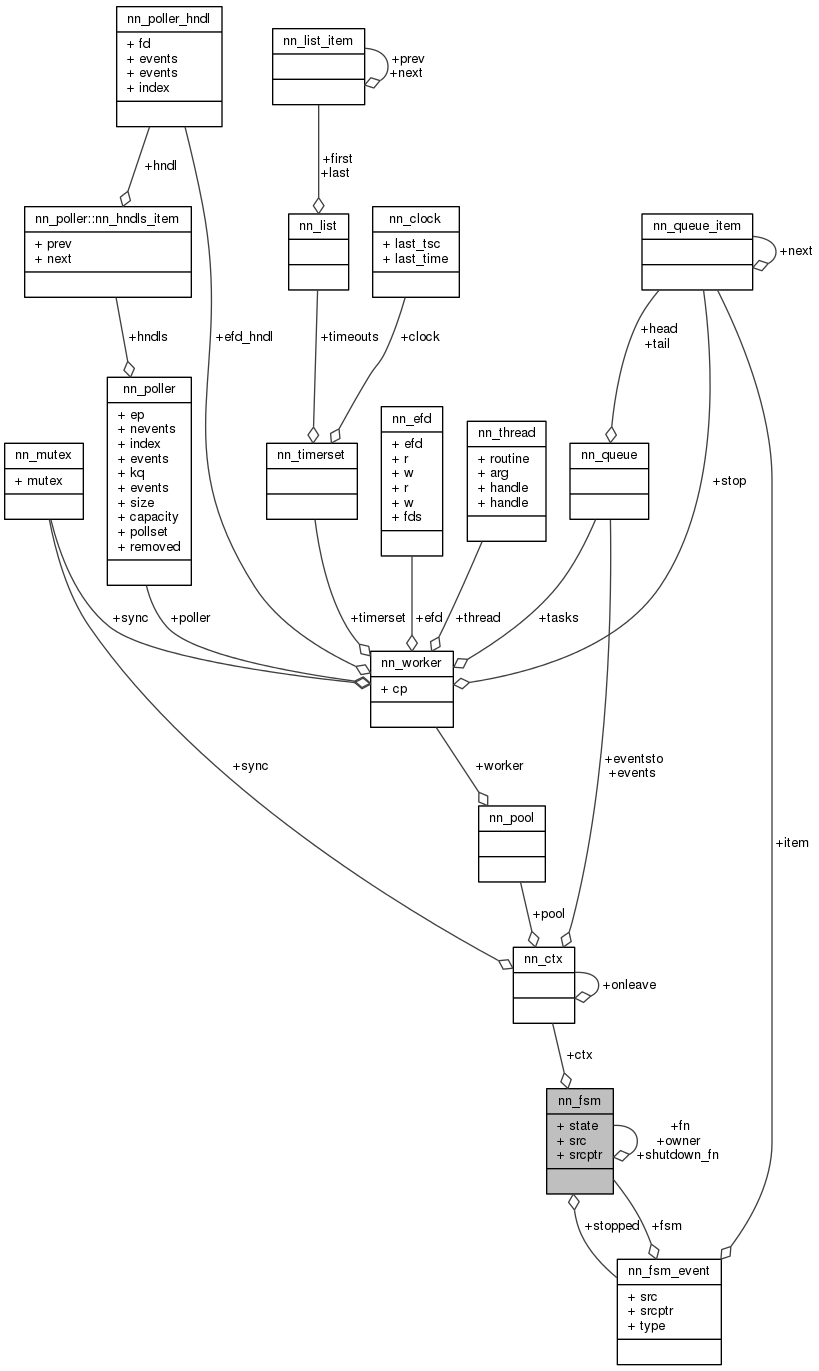 nn_poller_hndl
+ fd
+ events
+ events
+ index
nn_list_item
+prev
+next
+hndl
+first
+last
nn_poller::nn_hndls_item
+ prev
+ next
nn_list
nn_clock
+ last_tsc
+ last_time
nn_queue_item
+next
+hndls
+efd_hndl
+timeouts
+clock
+head
+tail
nn_poller
+ ep
+ nevents
+ index
+ events
+ kq
+ events
+ size
+ capacity
+ pollset
+ removed
nn_mutex
+ mutex
nn_timerset
nn_efd
+ efd
+ r
+ w
+ r
+ w
+ fds
nn_thread
+ routine
+ arg
+ handle
+ handle
nn_queue
+stop
+sync
+poller
+timerset
+efd
+thread
+tasks
nn_worker
+ cp
+sync
+worker
+eventsto
+events
nn_pool
+item
+pool
nn_ctx
+onleave
+ctx
nn_fsm
+ state
+ src
+ srcptr
+fn
+owner
+shutdown_fn
+stopped
+fsm
nn_fsm_event
+ src
+ srcptr
+ type